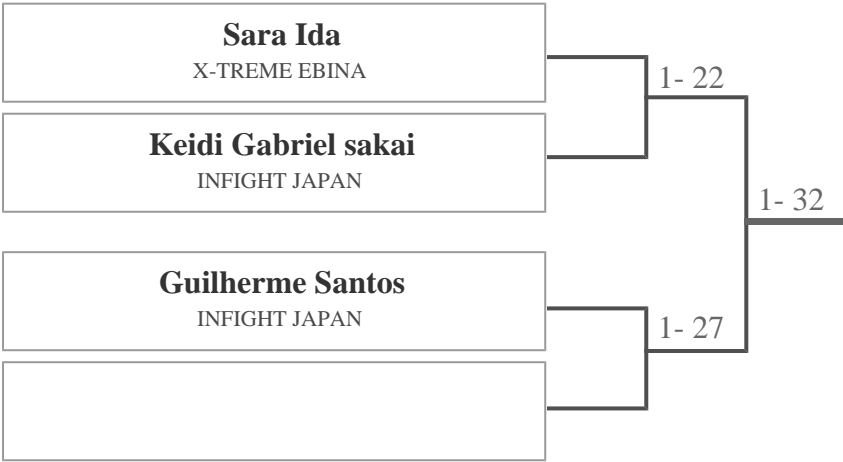 Sara Ida
X-TREME EBINA
1- 22
Keidi Gabriel sakai
INFIGHT JAPAN
1- 32
Guilherme Santos
INFIGHT JAPAN
1- 27